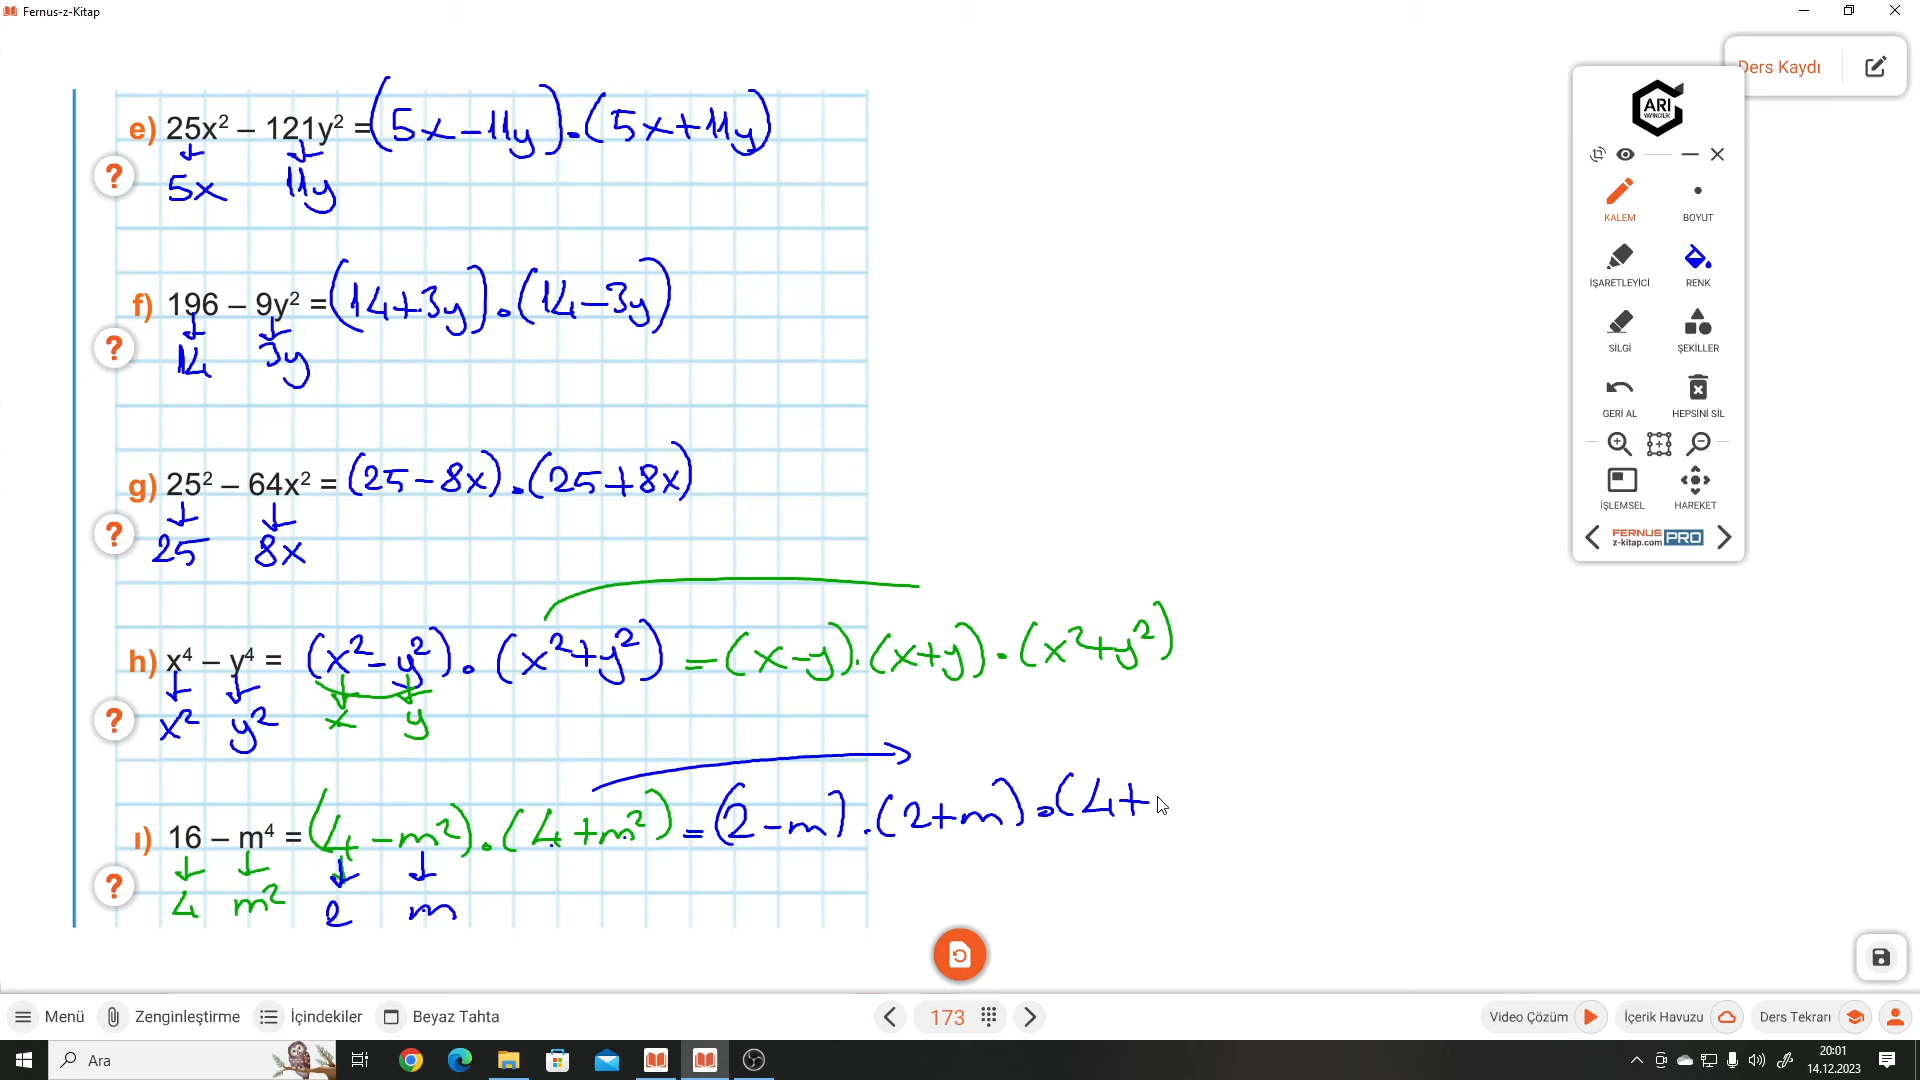 Fernus-z-Kitap
Ders Kaydı
ARI
YAYINCILIK
KALEM
BOYUT
İŞARETLEYİCİ
RENK
SİLGİ
ŞEKİLLER
GERİ AL
HEPSİNİ SİL
İŞLEMSEL
HAREKET
FERNUS
z-kitap.com
PRO
e) 25x² – 121y² = (5x – 11y) . (5x + 11y)
?
5x 11y
f) 196 – 9y² = (14 + 3y) . (14 – 3y)
?
14 3y
g) 25² – 64x² = (25 – 8x) . (25 + 8x)
?
25 8x
h) x⁴ – y⁴ = (x² – y²) . (x² + y²) = (x – y) . (x + y) . (x² + y²)
?
x² y² x y
ı) 16 – m⁴ = (4 – m²) . (4 + m²) = (2 – m) . (2 + m) . (4 +
?
4 m² 2 m
Menü Zenginleştirme İçindekiler Beyaz Tahta 173 Video Çözüm İçerik Havuzu Ders Tekrarı
Ara
20:01
14.12.2023